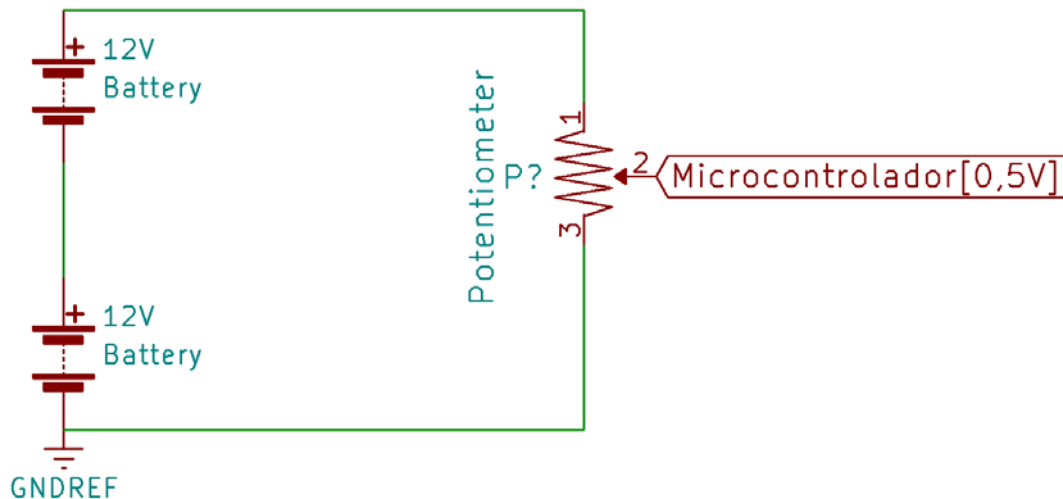 12V
Battery
Potentiometer
P?
1
2
3
Microcontrolador[0,5V]
12V
Battery
GNDREF